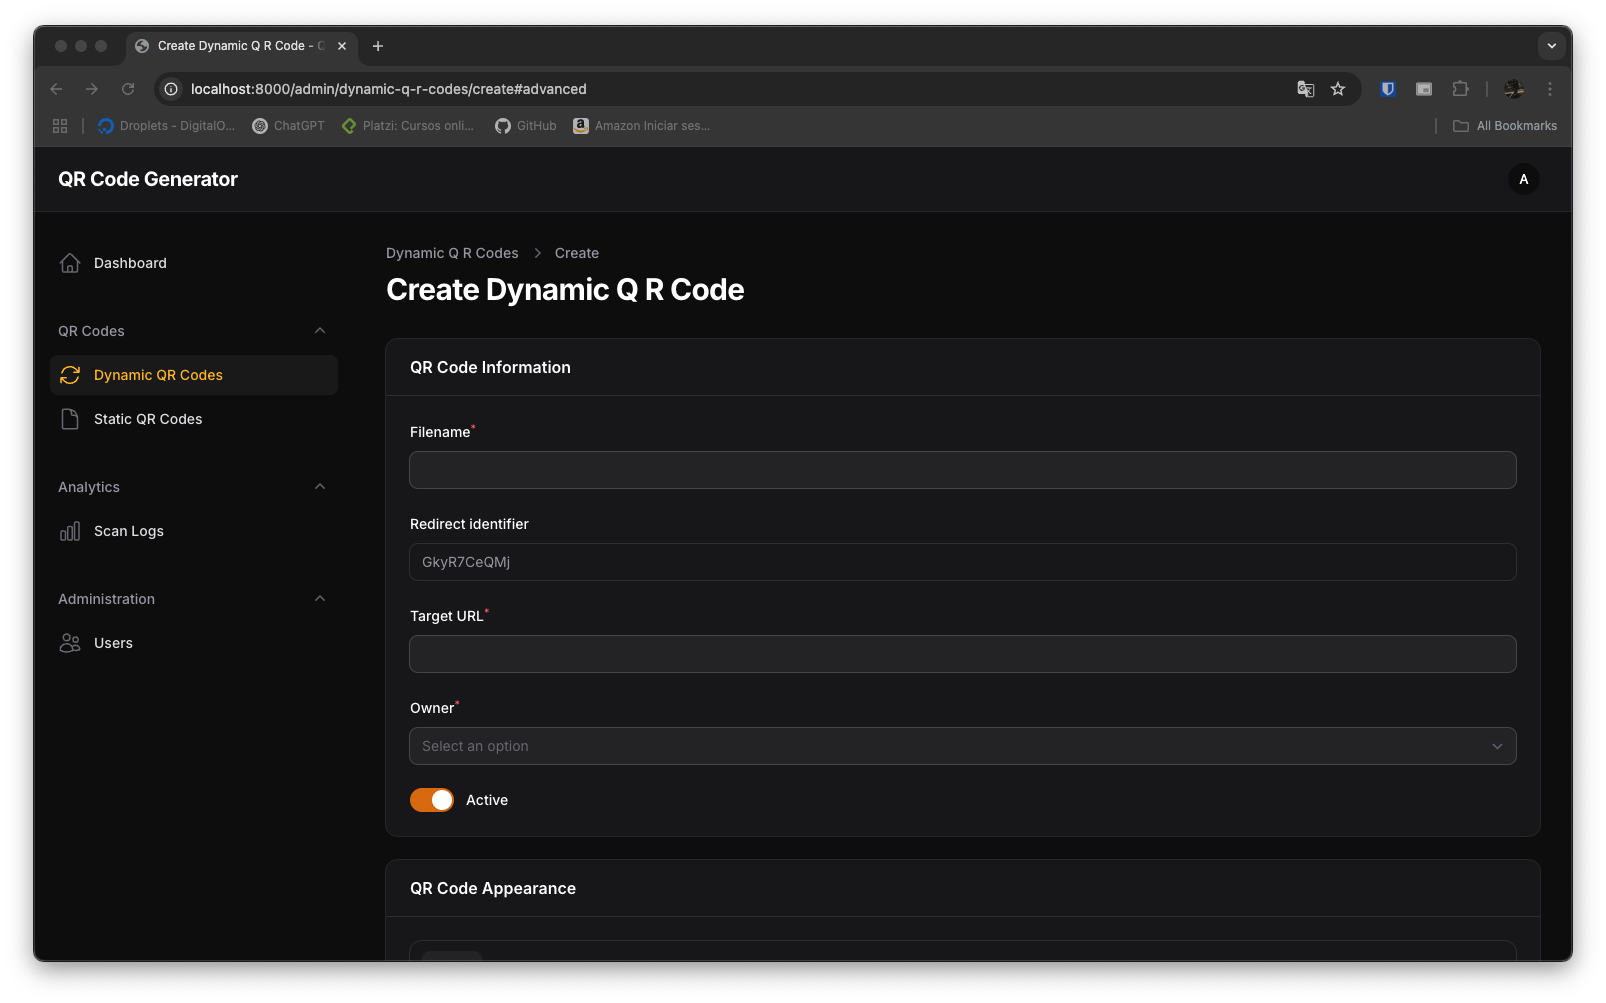 Create Dynamic Q R Code - Q
localhost:8000/admin/dynamic-q-r-codes/create#advanced
Droplets - DigitalO...
ChatGPT
Platzi: Cursos onli...
GitHub
Amazon Iniciar ses...
All Bookmarks
QR Code Generator
A
Dashboard
QR Codes
Dynamic QR Codes
Static QR Codes
Analytics
Scan Logs
Administration
Users
Dynamic Q R Codes > Create
Create Dynamic Q R Code
QR Code Information
Filename*
Redirect identifier
GkyR7CeQMj
Target URL*
Owner*
Select an option
Active
QR Code Appearance